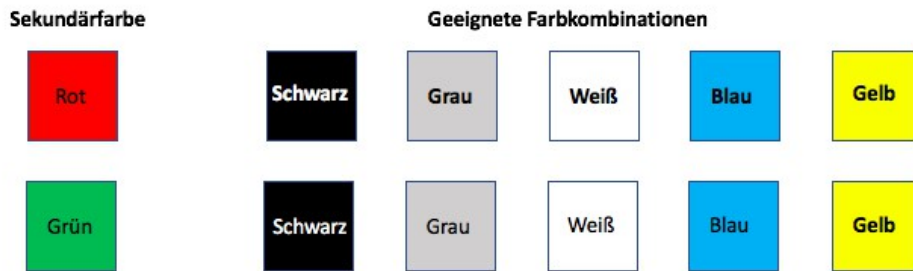 Sekundärfarbe Geeignete Farbkombinationen
Rot Schwarz Grau Weiß Blau Gelb
Grün Schwarz Grau Weiß Blau Gelb